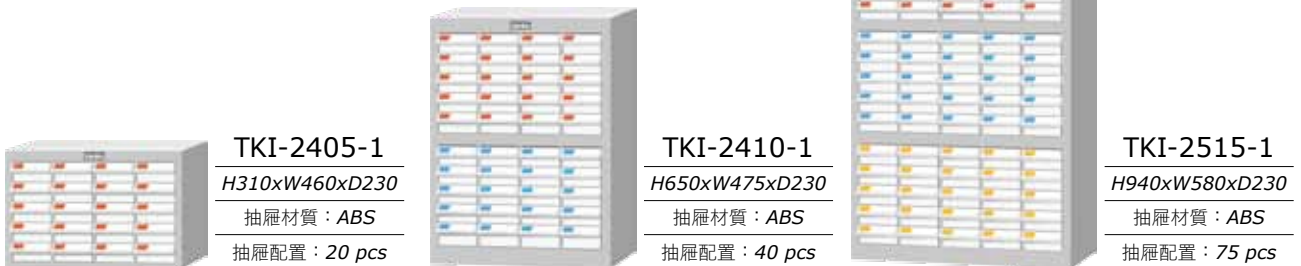 TKI-2405-1
H310xW460xD230
抽屜材質：ABS
抽屜配置：20 pcs
TKI-2410-1
H650xW475xD230
抽屜材質：ABS
抽屜配置：40 pcs
TKI-2515-1
H940xW580xD230
抽屜材質：ABS
抽屜配置：75 pcs